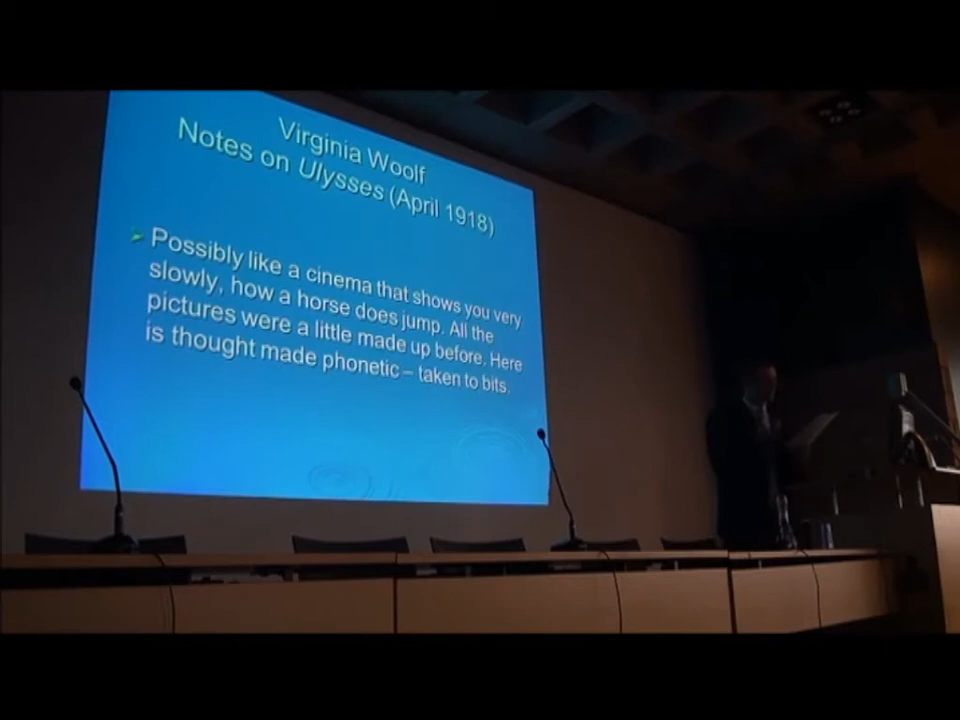 Virginia Woolf
Notes on Ulysses (April 1918)
Possibly like a cinema that shows you very
slowly, how a horse does jump. All the
pictures were a little made up before. Here
is thought made phonetic – taken to bits.